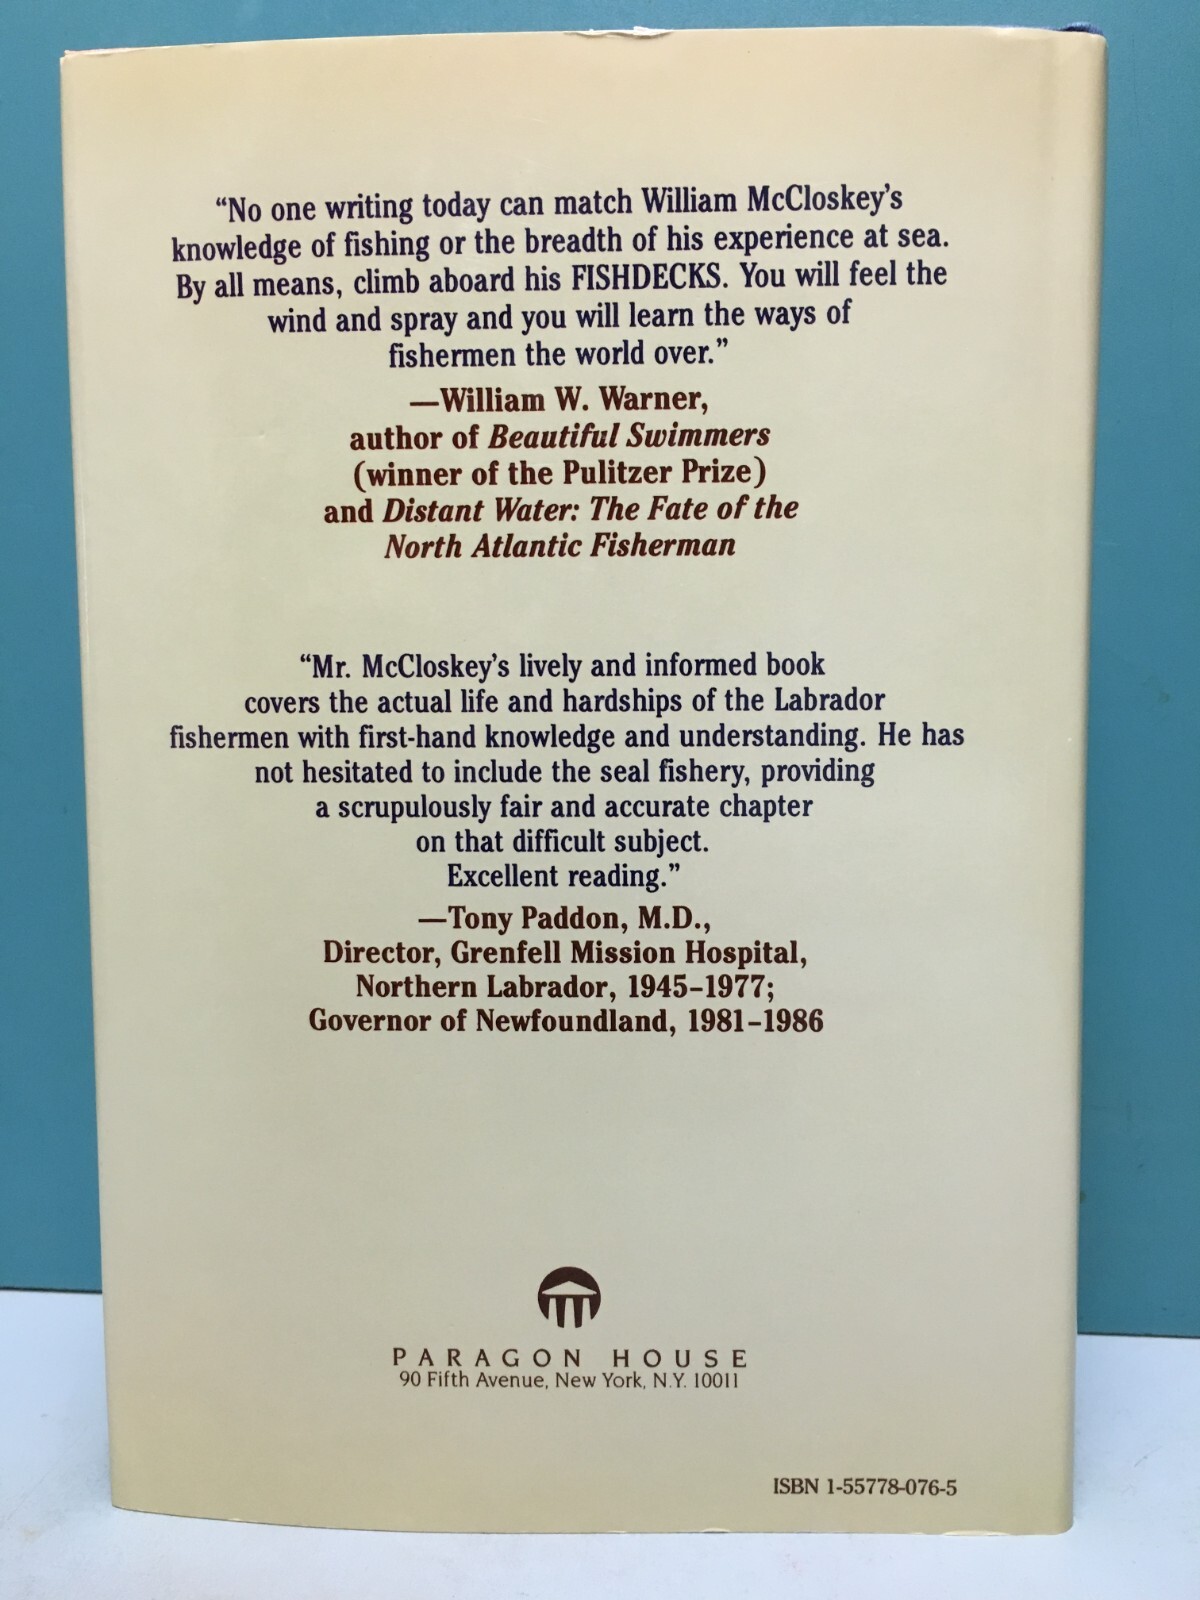 “No one writing today can match William McCloskey’s
knowledge of fishing or the breadth of his experience at sea.
By all means, climb aboard his FISHDECKS. You will feel the
wind and spray and you will learn the ways of
fishermen the world over.”
—William W. Warner,
author of Beautiful Swimmers
(winner of the Pulitzer Prize)
and Distant Water: The Fate of the
North Atlantic Fisherman
“Mr. McCloskey’s lively and informed book
covers the actual life and hardships of the Labrador
fishermen with first-hand knowledge and understanding. He has
not hesitated to include the seal fishery, providing
a scrupulously fair and accurate chapter
on that difficult subject.
Excellent reading.”
—Tony Paddon, M.D.,
Director, Grenfell Mission Hospital,
Northern Labrador, 1945–1977;
Governor of Newfoundland, 1981–1986
PARAGON HOUSE
90 Fifth Avenue, New York, N.Y. 10011
ISBN 1-55778-076-5